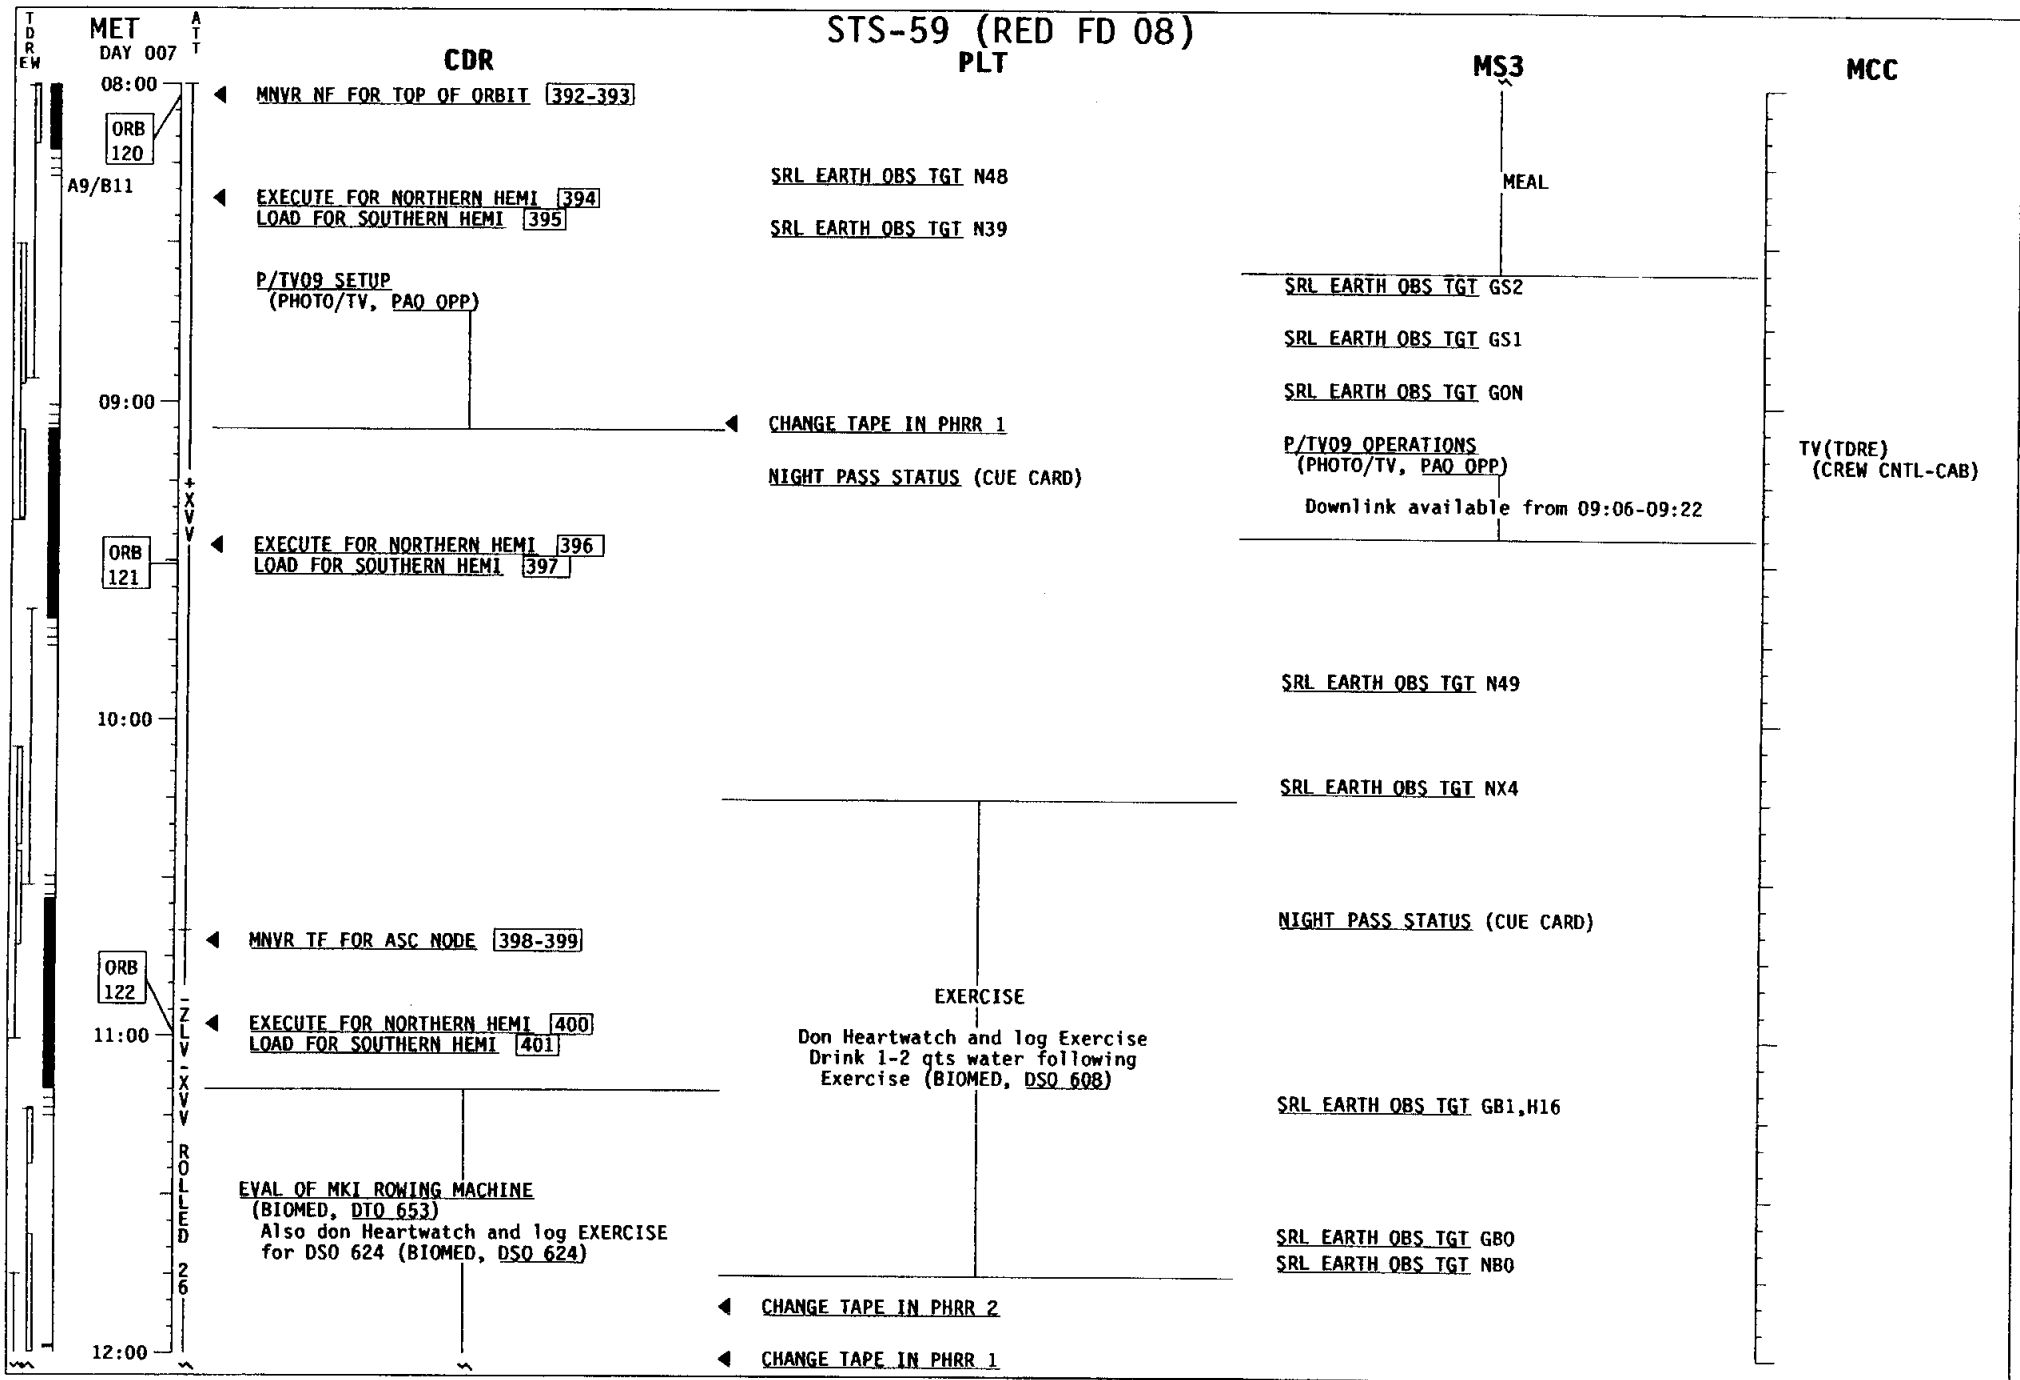 STS-59 (RED FD 08)
T
D
R
E W
MET
DAY 007
A
T
T
CDR
PLT
MS3
MCC
08:00
ORB
120
A9/B11
09:00
ORB
121
10:00
ORB
122
11:00
12:00
+
X
V
V
-
Z
L
V
-
X
V
V
R
O
L
L
E
D
2
6
MNVR NF FOR TOP OF ORBIT 392-393
EXECUTE FOR NORTHERN HEMI 394
LOAD FOR SOUTHERN HEMI 395
P/TV09 SETUP
(PHOTO/TV, PAO OPP)
EXECUTE FOR NORTHERN HEMI 396
LOAD FOR SOUTHERN HEMI 397
MNVR TF FOR ASC NODE 398-399
EXECUTE FOR NORTHERN HEMI 400
LOAD FOR SOUTHERN HEMI 401
EVAL OF MKI ROWING MACHINE
(BIOMED, DTO 653)
Also don Heartwatch and log EXERCISE
for DSO 624 (BIOMED, DSO 624)
SRL EARTH OBS TGT N48
SRL EARTH OBS TGT N39
CHANGE TAPE IN PHRR 1
NIGHT PASS STATUS (CUE CARD)
EXERCISE
Don Heartwatch and log Exercise
Drink 1-2 qts water following
Exercise (BIOMED, DSO 608)
CHANGE TAPE IN PHRR 2
CHANGE TAPE IN PHRR 1
MEAL
SRL EARTH OBS TGT GS2
SRL EARTH OBS TGT GS1
SRL EARTH OBS TGT GON
P/TV09 OPERATIONS
(PHOTO/TV, PAO OPP)
Downlink available from 09:06-09:22
SRL EARTH OBS TGT N49
SRL EARTH OBS TGT NX4
NIGHT PASS STATUS (CUE CARD)
SRL EARTH OBS TGT GB1,H16
SRL EARTH OBS TGT GB0
SRL EARTH OBS TGT NB0
TV(TDRE)
(CREW CNTL-CAB)